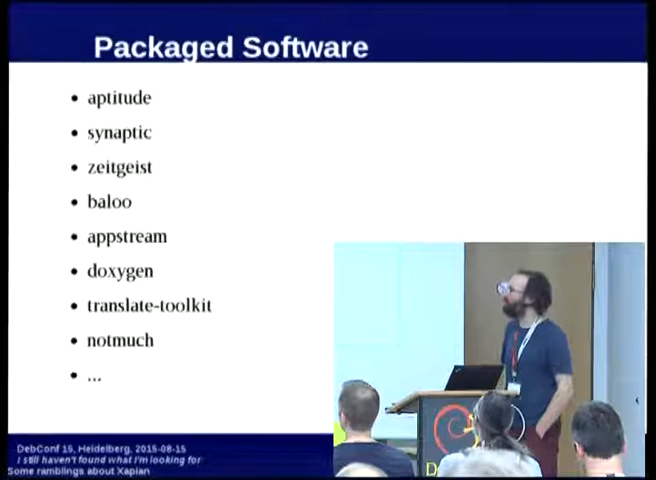 Packaged Software
• aptitude
• synaptic
• zeitgeist
• baloo
• appstream
• doxygen
• translate-toolkit
• notmuch
• ...
DebConf 15, Heidelberg, 2015-08-15
I still haven't found what I'm looking for
Some ramblings about Xapian